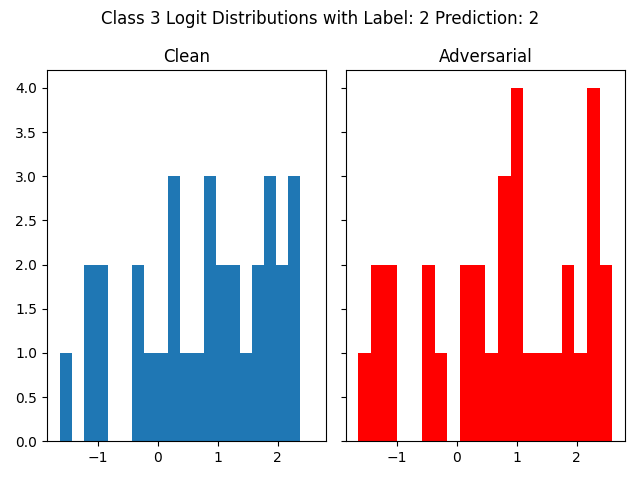 Class 3 Logit Distributions with Label: 2 Prediction: 2
Clean
Adversarial
4.0
3.5
3.0
2.5
2.0
1.5
1.0
0.5
0.0
−1 0 1 2
−1 0 1 2